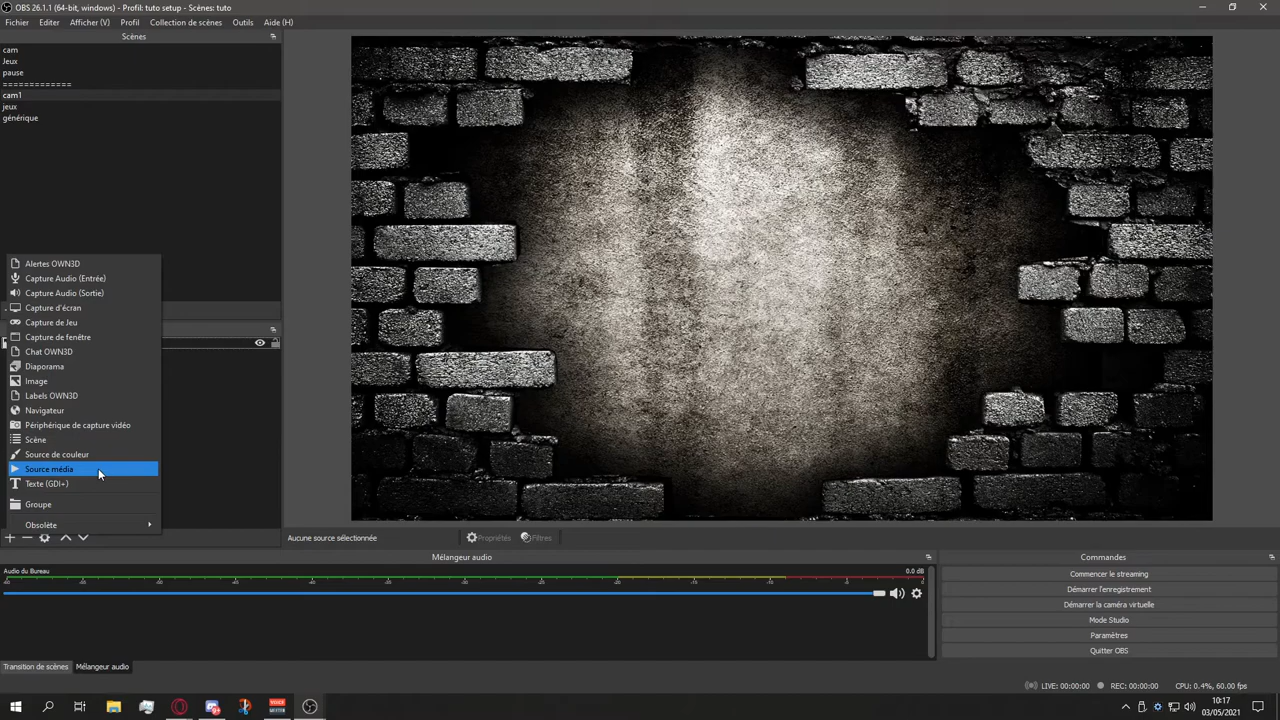 OBS 26.1.1 (64-bit, windows) - Profil: tuto setup - Scènes: tuto
Fichier Editer Afficher (V) Profil Collection de scènes Outils Aide (H)
Scènes
cam
Jeux
pause
=============
cam1
jeux
générique
Alertes OWN3D
Capture Audio (Entrée)
Capture Audio (Sortie)
Capture d'écran
Capture de Jeu
Capture de fenêtre
Chat OWN3D
Diaporama
Image
Labels OWN3D
Navigateur
Périphérique de capture vidéo
Scène
Source de couleur
Source média
Texte (GDI+)
Groupe
Obsolète
Aucune source sélectionnée Propriétés Filtres
Mélangeur audio
Audio du Bureau 0.0 dB
Transition de scènes Mélangeur audio
Commandes
Commencer le streaming
Démarrer l'enregistrement
Démarrer la caméra virtuelle
Mode Studio
Paramètres
Quitter OBS
LIVE: 00:00:00 REC: 00:00:00 CPU: 0.4%, 60.00 fps
10:17
03/05/2021